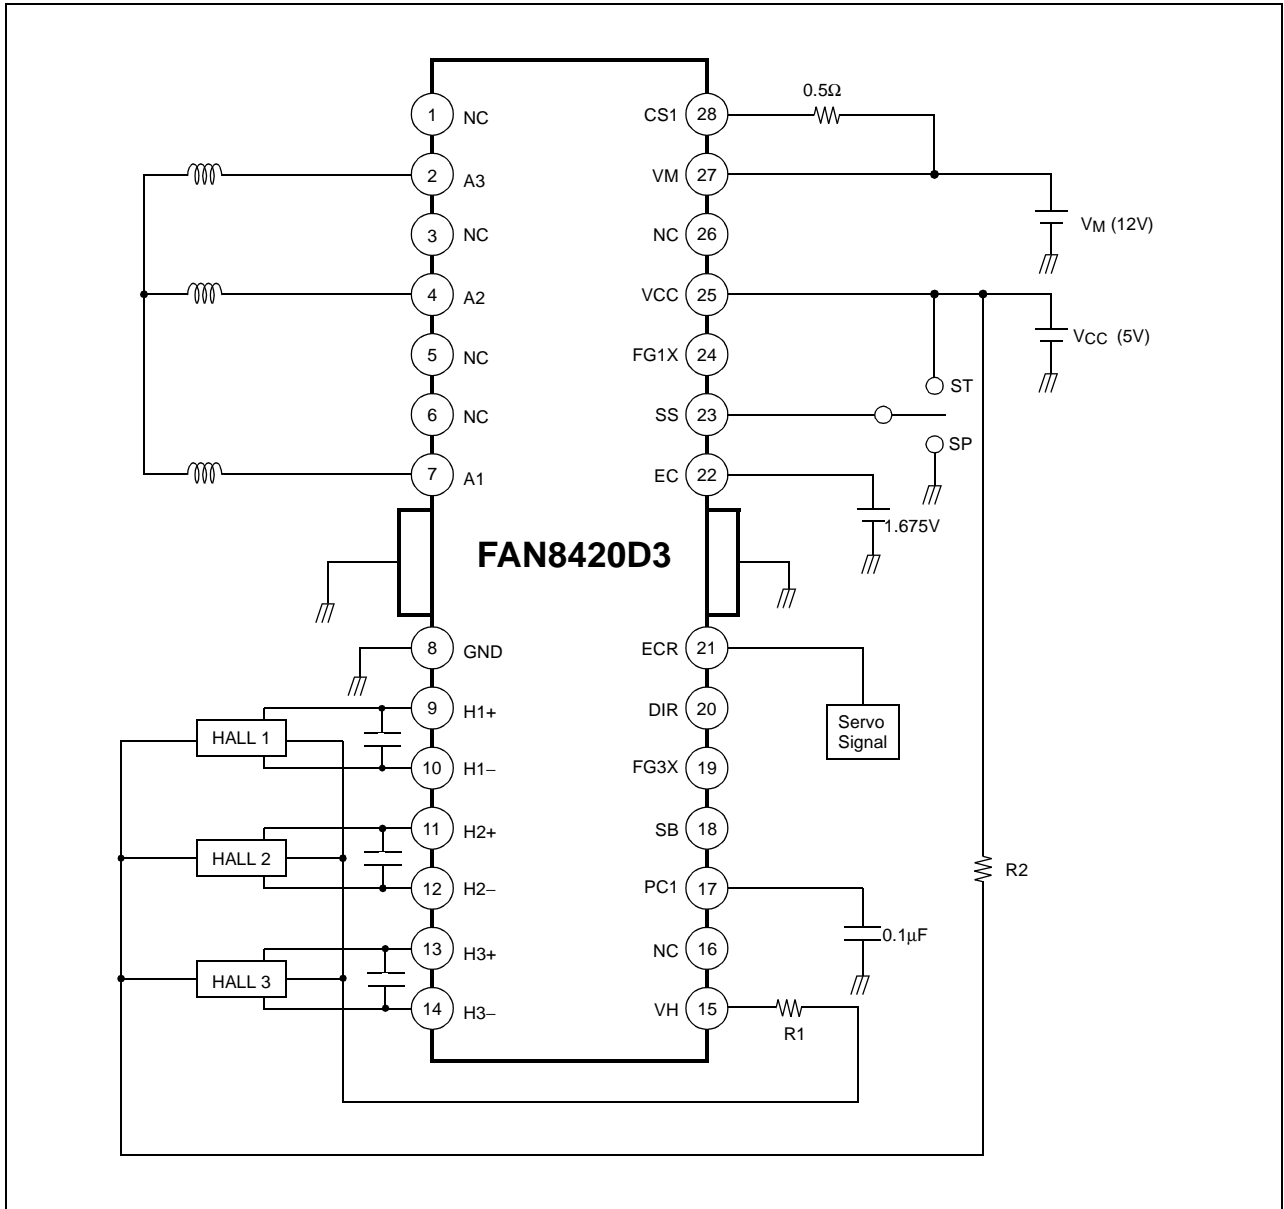 0.5Ω
1 NC
CS1 28
2 A3
VM 27
3 NC
NC 26
VM (12V)
4 A2
VCC 25
5 NC
FG1X 24
VCC (5V)
ST
6 NC
SS 23
SP
7 A1
EC 22
1.675V
FAN8420D3
8 GND
ECR 21
9 H1+
DIR 20
Servo
Signal
HALL 1
10 H1−
FG3X 19
11 H2+
SB 18
HALL 2
R2
12 H2−
PC1 17
0.1µF
13 H3+
NC 16
HALL 3
14 H3−
VH 15
R1